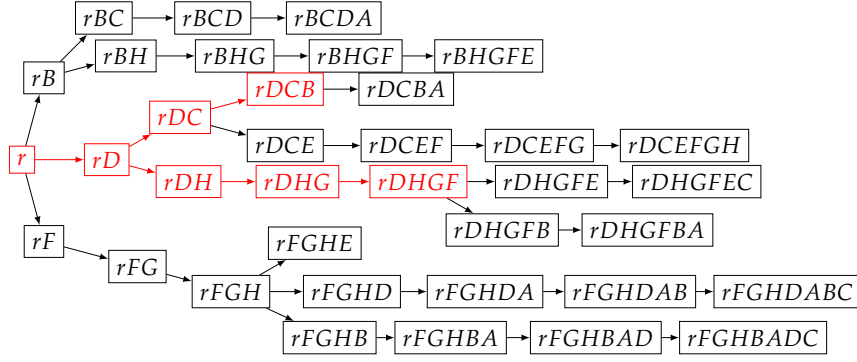 rBC rBCD rBCDA
rBH rBHG rBHGF rBHGFE
rB
rDCB rDCBA
rDC
rDCE rDCEF rDCEFG rDCEFGH
r rD
rDH rDHG rDHGF rDHGFE rDHGFEC
rDHGFB rDHGFBA
rF
rFGHE
rFG
rFGH rFGHD rFGHDA rFGHDAB rFGHDABC
rFGHB rFGHBA rFGHBAD rFGHBADC